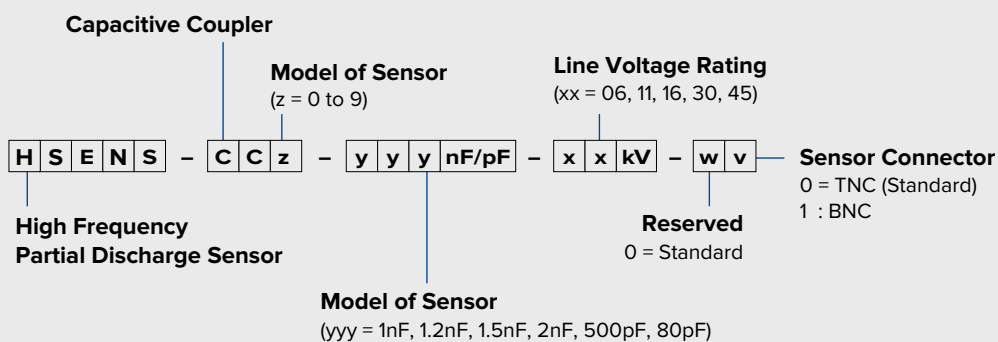 Capacitive Coupler
Model of Sensor
(z = 0 to 9)
Line Voltage Rating
(xx = 06, 11, 16, 30, 45)
H S E N S – C C z – y y y nF/pF – x x kV – w v
Sensor Connector
0 = TNC (Standard)
1 : BNC
High Frequency
Partial Discharge Sensor
Reserved
0 = Standard
Model of Sensor
(yyy = 1nF, 1.2nF, 1.5nF, 2nF, 500pF, 80pF)